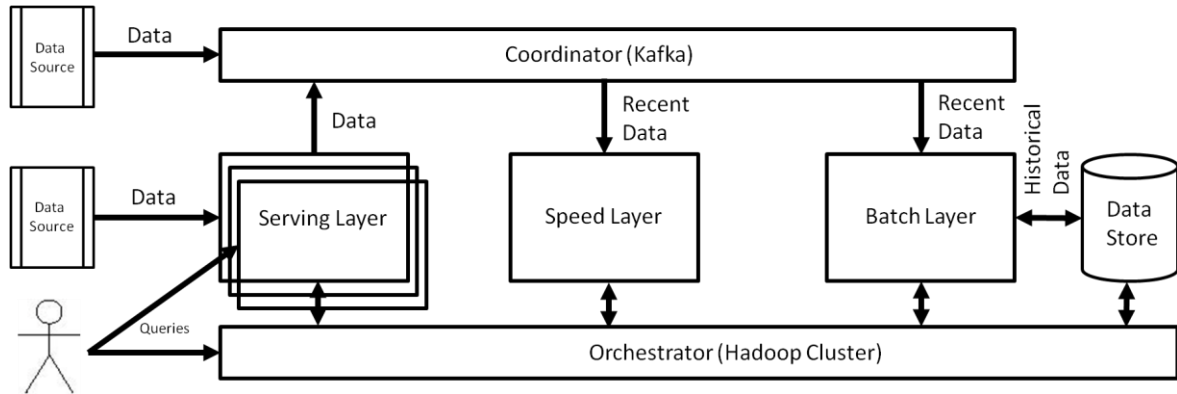 Data
Source
Data
Coordinator (Kafka)
Data
Recent
Data
Recent
Data
Historical
Data
Data
Source
Data
Serving Layer
Speed Layer
Batch Layer
Data
Store
Queries
Orchestrator (Hadoop Cluster)